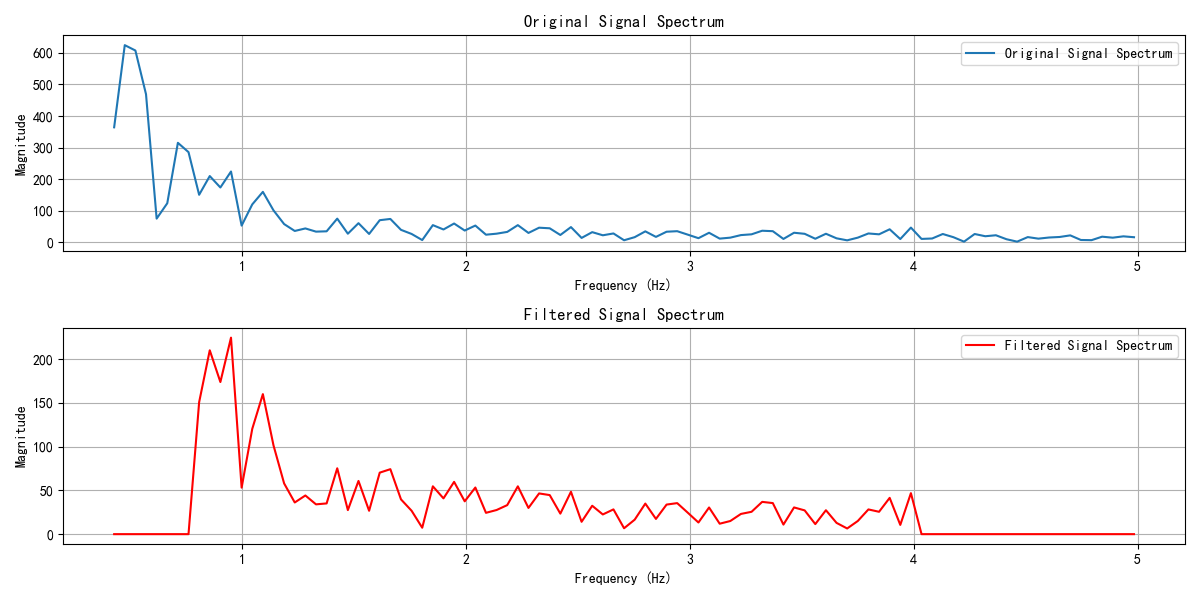 Original Signal Spectrum
600
500
400
300
200
100
0
Magnitude
Original Signal Spectrum
1 2 3 4 5
Frequency (Hz)
Filtered Signal Spectrum
200
150
100
50
0
Magnitude
Filtered Signal Spectrum
1 2 3 4 5
Frequency (Hz)